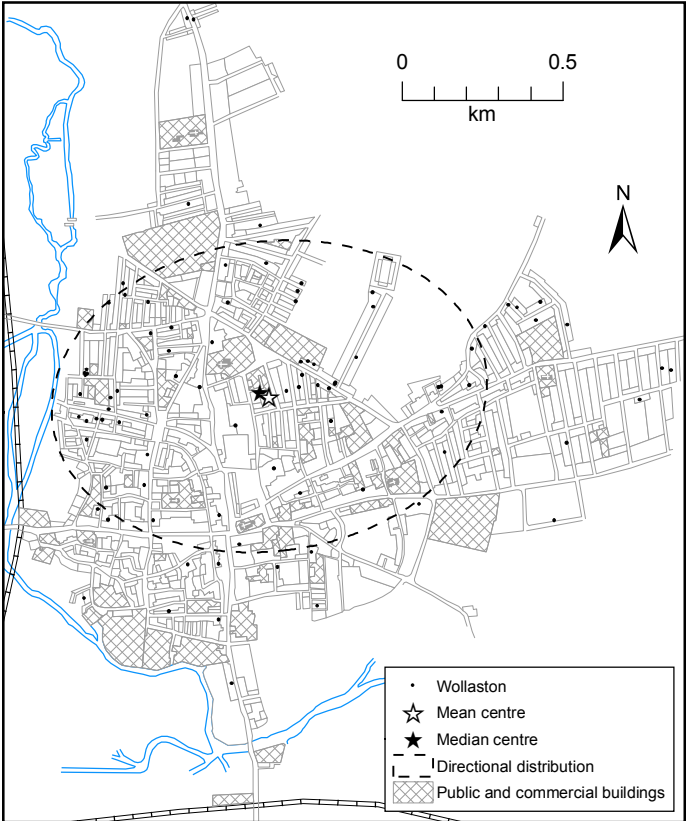 0 0.5
km
N
Wollaston
Mean centre
Median centre
Directional distribution
Public and commercial buildings